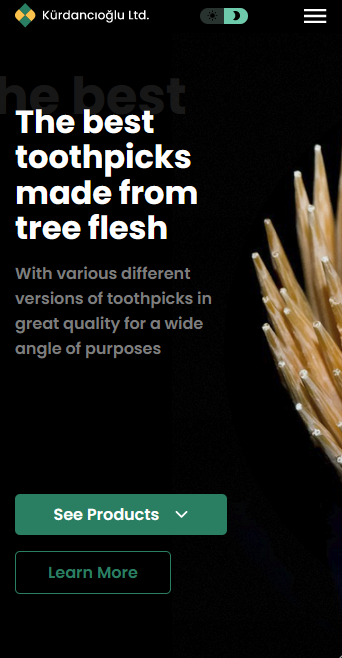 Kürdancıoğlu Ltd.
he best
The best
toothpicks
made from
tree flesh
With various different
versions of toothpicks in
great quality for a wide
angle of purposes
See Products
Learn More